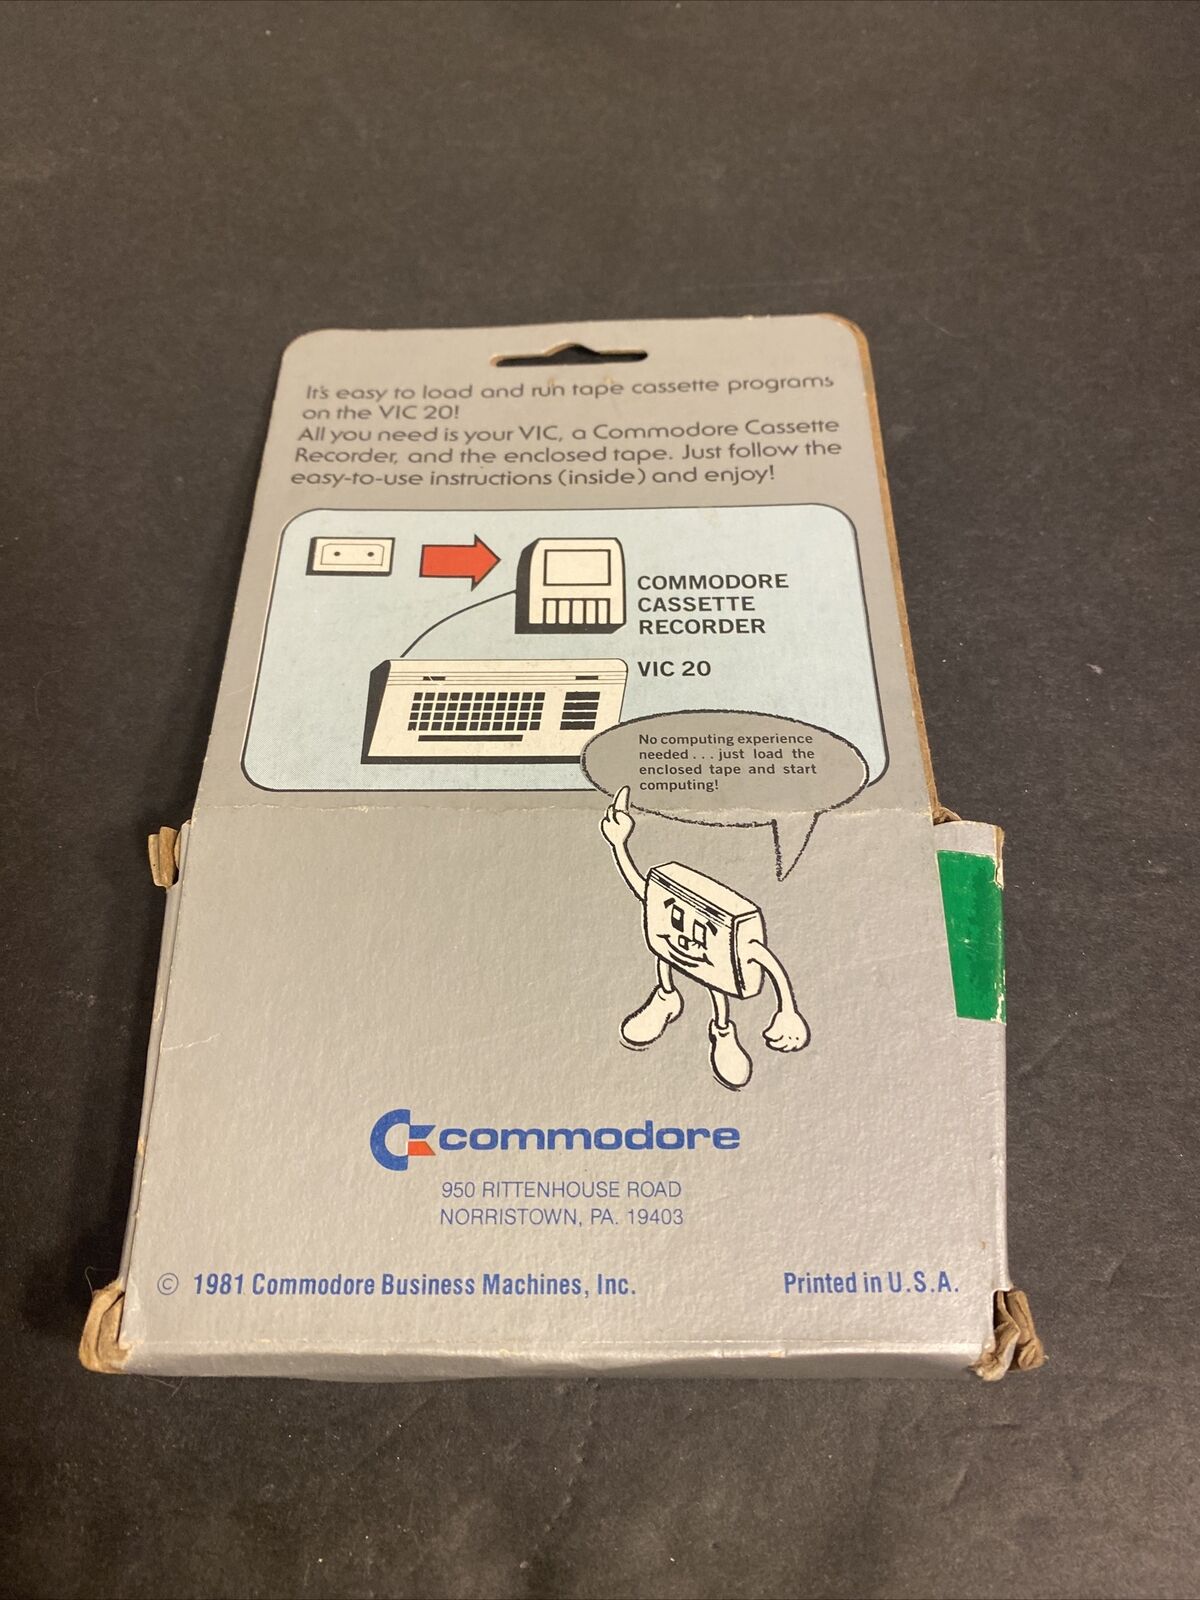 It's easy to load and run tape cassette programs
on the VIC 20!
All you need is your VIC, a Commodore Cassette
Recorder, and the enclosed tape. Just follow the
easy-to-use instructions (inside) and enjoy!
COMMODORE
CASSETTE
RECORDER
VIC 20
No computing experience
needed . . . just load the
enclosed tape and start
computing!
commodore
950 RITTENHOUSE ROAD
NORRISTOWN, PA. 19403
© 1981 Commodore Business Machines, Inc.
Printed in U.S.A.